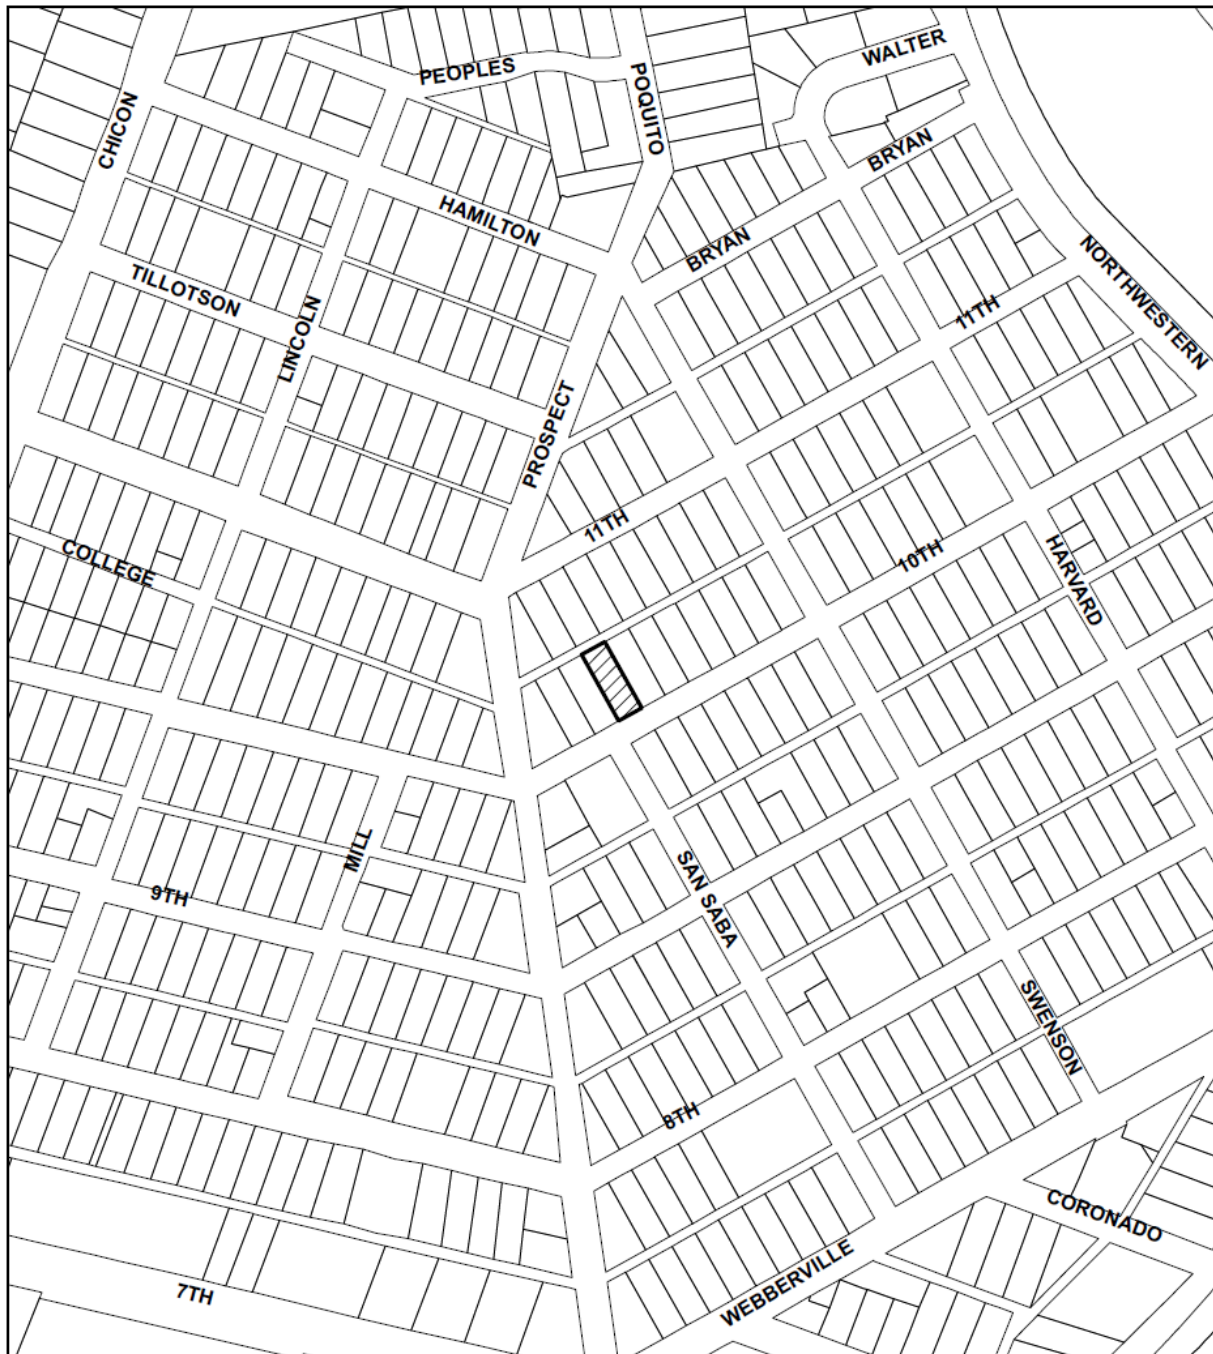 WALTER
PEOPLES
POQUITO
CHICON
BRYAN
HAMILTON
BRYAN
NORTHWESTERN
TILLOTSON
11TH
LINCOLN
PROSPECT
11TH
COLLEGE
10TH
HARVARD
MILL
SAN SABA
9TH
SWENSON
8TH
CORONADO
WEBBERVILLE
7TH